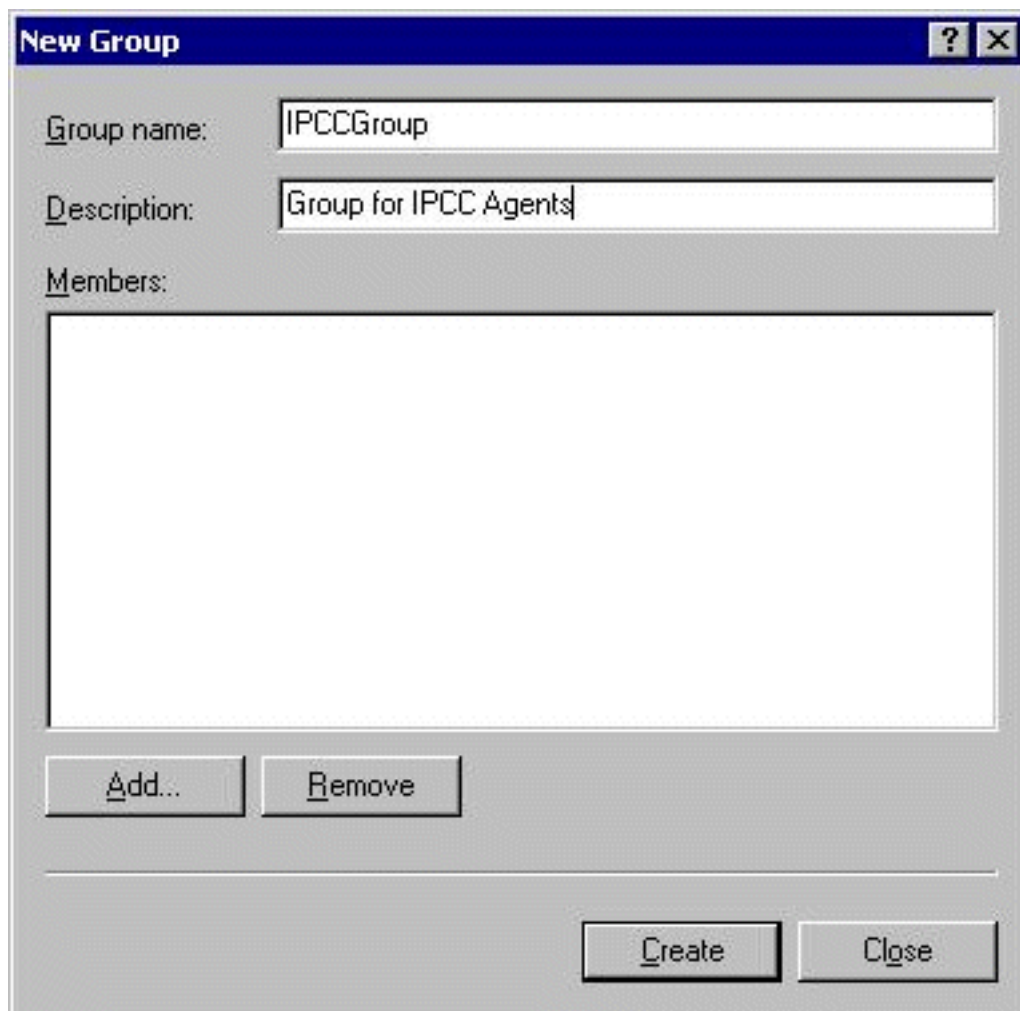 New Group
Group name: IPCCGroup
Description: Group for IPCC Agents
Members:
Add... Remove
Create Close